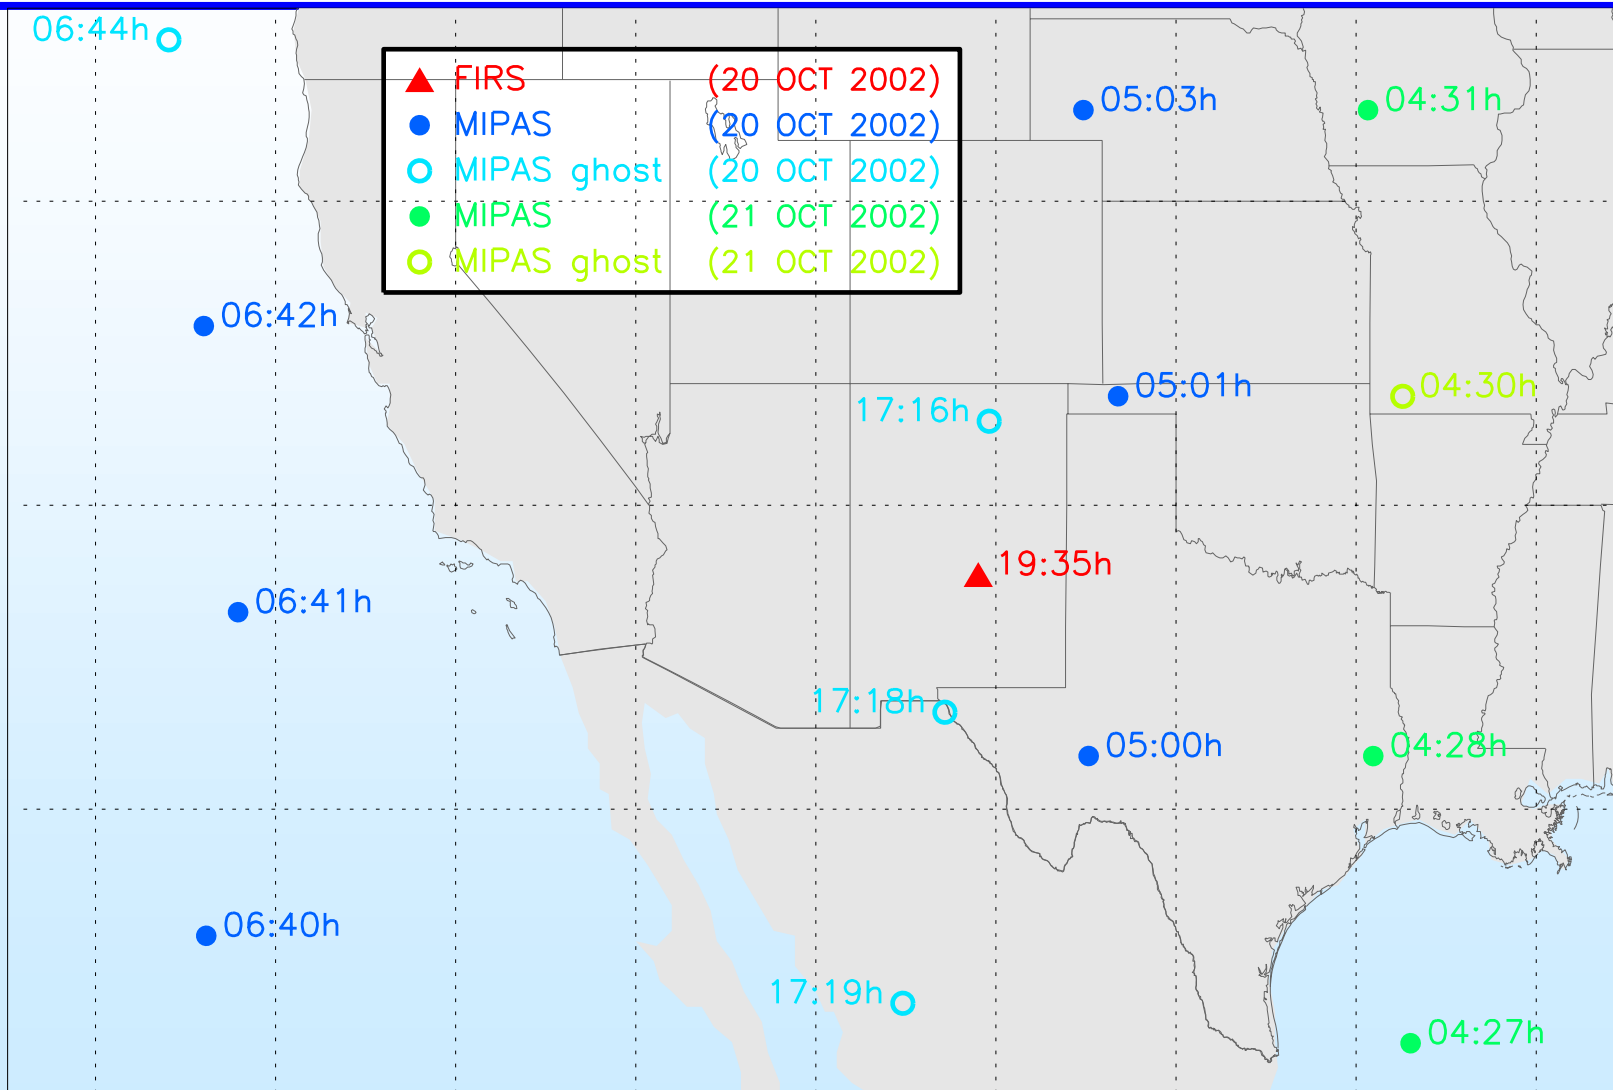 06:44h
FIRS (20 OCT 2002)
MIPAS (20 OCT 2002)
MIPAS ghost (20 OCT 2002)
MIPAS (21 OCT 2002)
MIPAS ghost (21 OCT 2002)
05:03h
04:31h
06:42h
05:01h
04:30h
17:16h
19:35h
06:41h
17:18h
05:00h
04:28h
06:40h
17:19h
04:27h